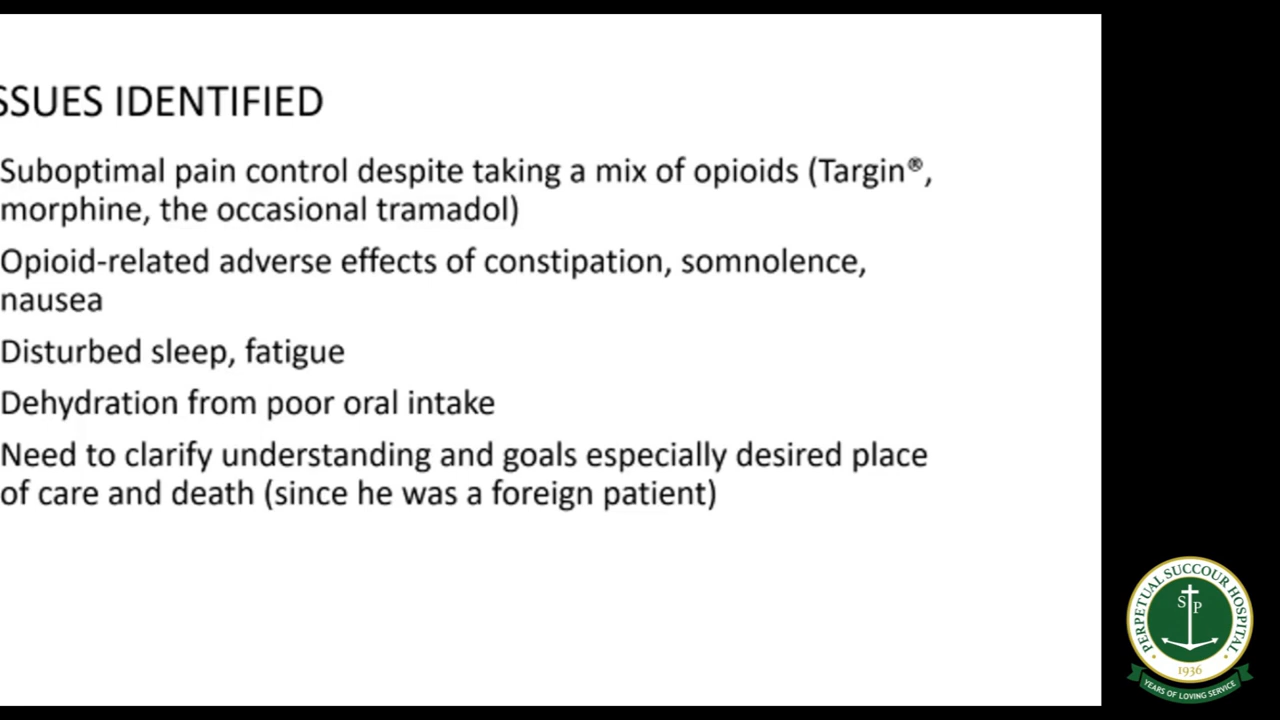 SSUES IDENTIFIED
Suboptimal pain control despite taking a mix of opioids (Targin®,
morphine, the occasional tramadol)
Opioid-related adverse effects of constipation, somnolence,
nausea
Disturbed sleep, fatigue
Dehydration from poor oral intake
Need to clarify understanding and goals especially desired place
of care and death (since he was a foreign patient)
PERPETUAL SUCCOUR HOSPITAL
S P
1936
YEARS OF LOVING SERVICE